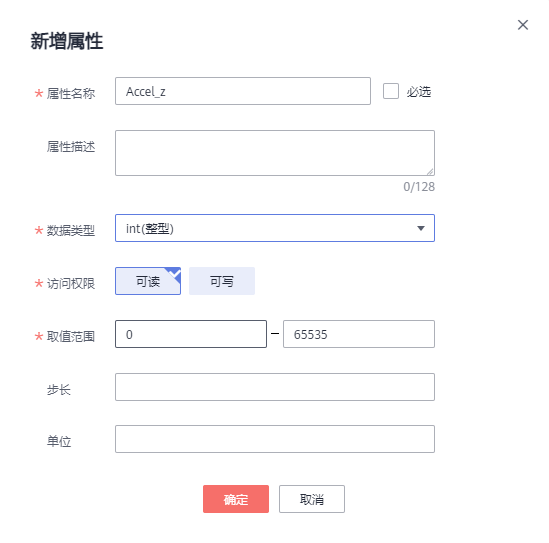 新增属性
* 属性名称 Accel_z 必选
属性描述
0/128
* 数据类型 int(整型)
* 访问权限 可读 可写
* 取值范围 0 – 65535
步长
单位
确定 取消